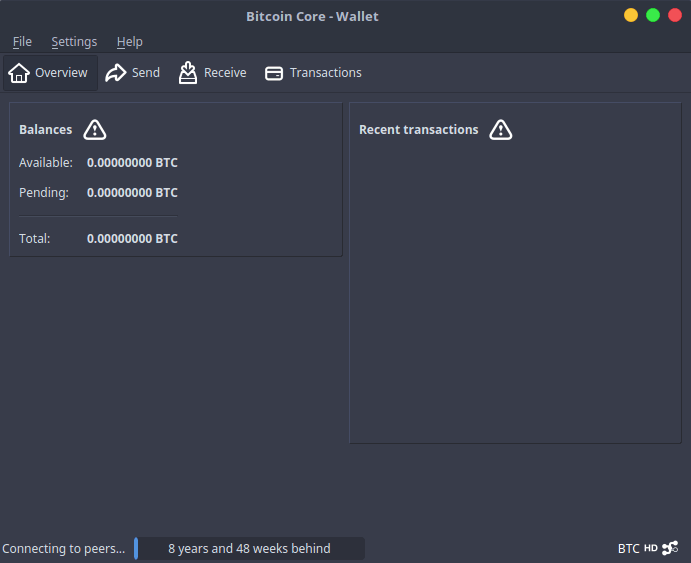 Bitcoin Core - Wallet
File Settings Help
Overview Send Receive Transactions
Balances
Available: 0.00000000 BTC
Pending: 0.00000000 BTC
Total: 0.00000000 BTC
Recent transactions
Connecting to peers... 8 years and 48 weeks behind BTC HD